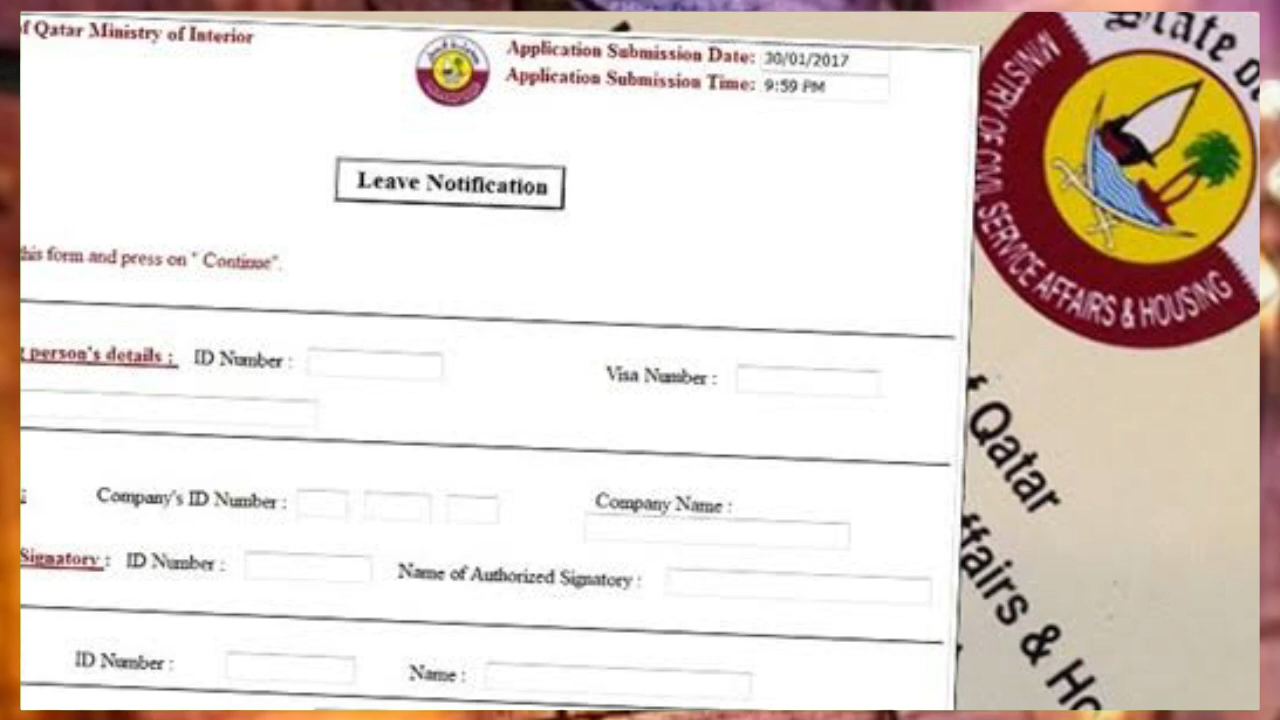 f Qatar Ministry of Interior
Application Submission Date: 30/01/2017
Application Submission Time: 9:59 PM
Leave Notification
his form and press on " Continue".
person's details : ID Number :
Visa Number :
Company's ID Number :
Company Name :
Signatory : ID Number :
Name of Authorized Signatory :
ID Number :
Name :
State of
MINISTRY OF CIVIL SERVICE AFFAIRS & HOUSING
f Qatar
ffairs & Ho